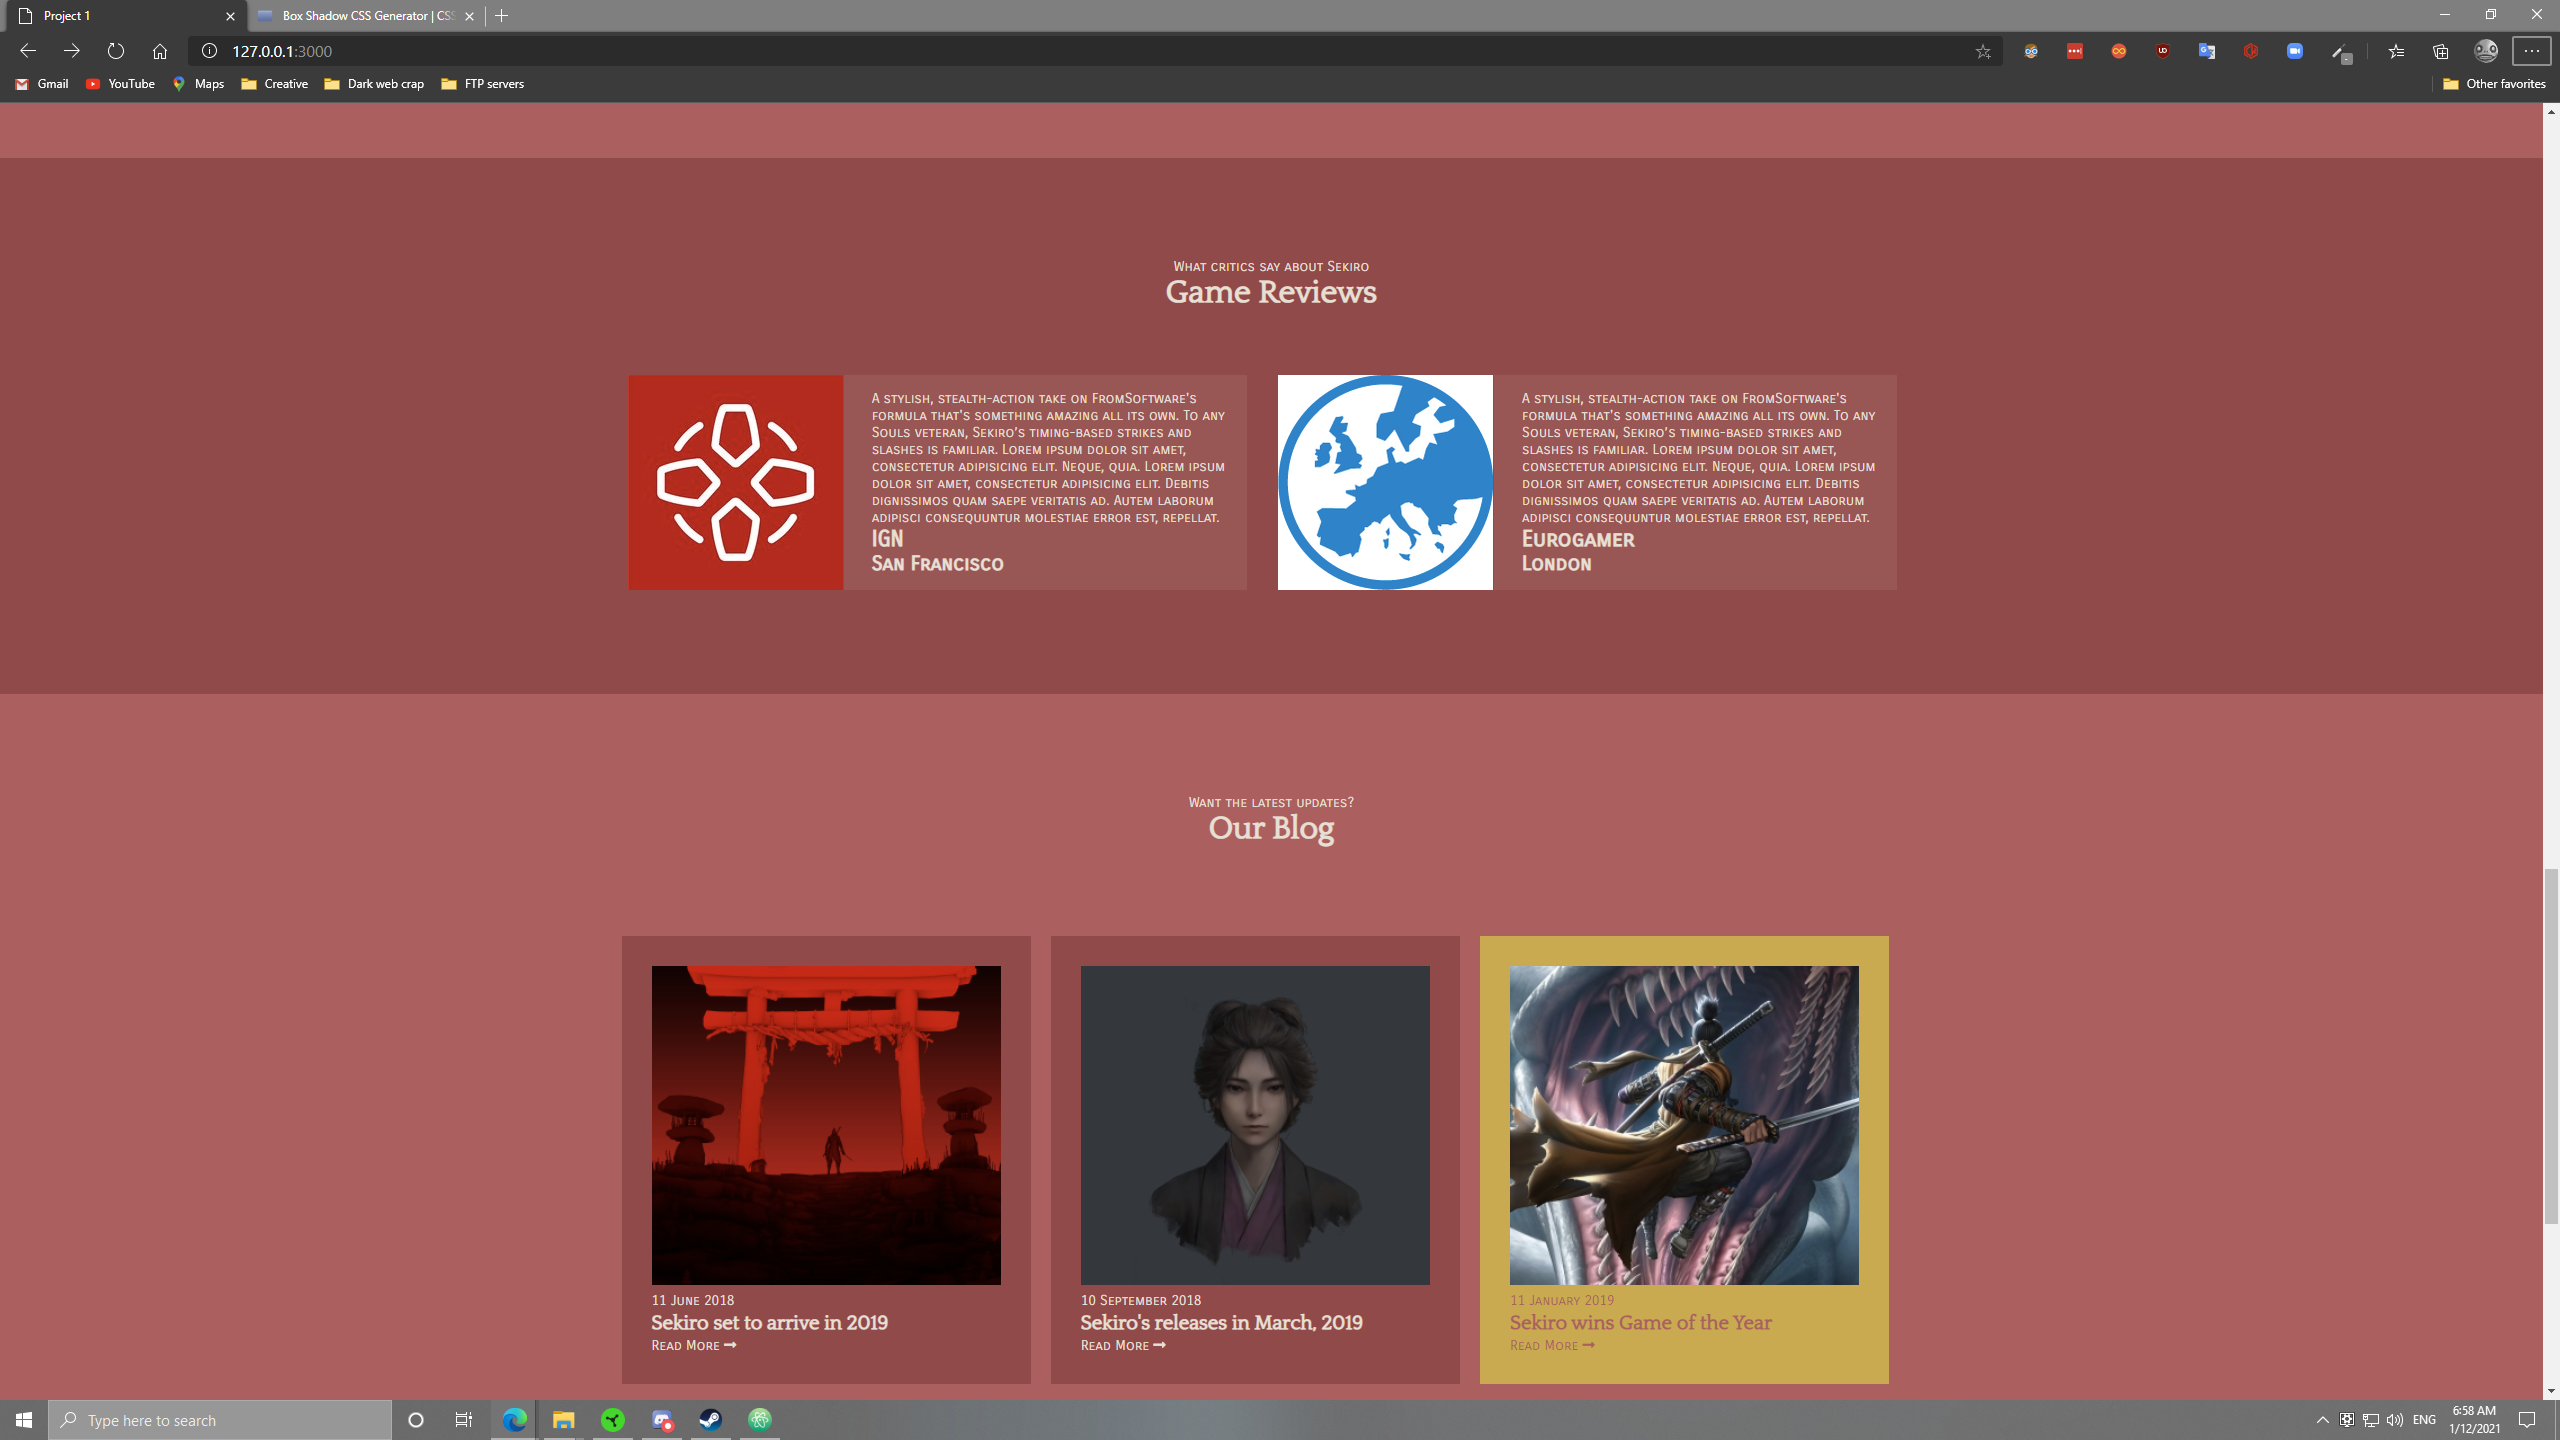 Project 1
Box Shadow CSS Generator | CSS
127.0.0.1:3000
Gmail
YouTube
Maps
Creative
Dark web crap
FTP servers
Other favorites
What critics say about Sekiro
Game Reviews
A stylish, stealth-action take on FromSoftware's
formula that's something amazing all its own. To any
Souls veteran, Sekiro's timing-based strikes and
slashes is familiar. Lorem ipsum dolor sit amet,
consectetur adipisicing elit. Neque, quia. Lorem ipsum
dolor sit amet, consectetur adipisicing elit. Debitis
dignissimos quam saepe veritatis ad. Autem laborum
adipisci consequuntur molestiae error est, repellat.
IGN
San Francisco
A stylish, stealth-action take on FromSoftware's
formula that's something amazing all its own. To any
Souls veteran, Sekiro's timing-based strikes and
slashes is familiar. Lorem ipsum dolor sit amet,
consectetur adipisicing elit. Neque, quia. Lorem ipsum
dolor sit amet, consectetur adipisicing elit. Debitis
dignissimos quam saepe veritatis ad. Autem laborum
adipisci consequuntur molestiae error est, repellat.
Eurogamer
London
Want the latest updates?
Our Blog
11 June 2018
Sekiro set to arrive in 2019
Read More →
10 September 2018
Sekiro's releases in March, 2019
Read More →
11 January 2019
Sekiro wins Game of the Year
Read More →
Type here to search
ENG
6:58 AM
1/12/2021